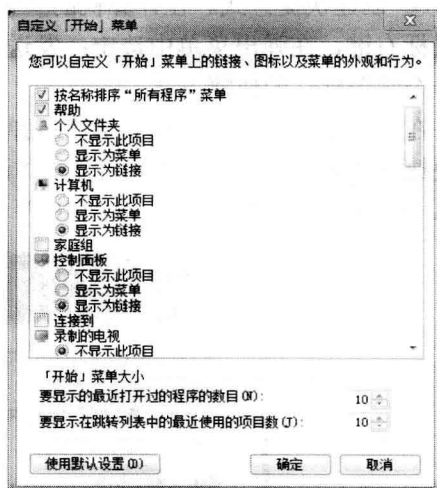 自定义「开始」菜单
您可以自定义「开始」菜单上的链接、图标以及菜单的外观和行为。
按名称排序“所有程序”菜单
帮助
个人文件夹
不显示此项目
显示为菜单
显示为链接
计算机
不显示此项目
显示为菜单
显示为链接
家庭组
控制面板
不显示此项目
显示为菜单
显示为链接
连接到
录制的电视
不显示此项目
「开始」菜单大小
要显示的最近打开过的程序的数目(N): 10
要显示在跳转列表中的最近使用的项目数(J): 10
使用默认设置(D) 确定 取消